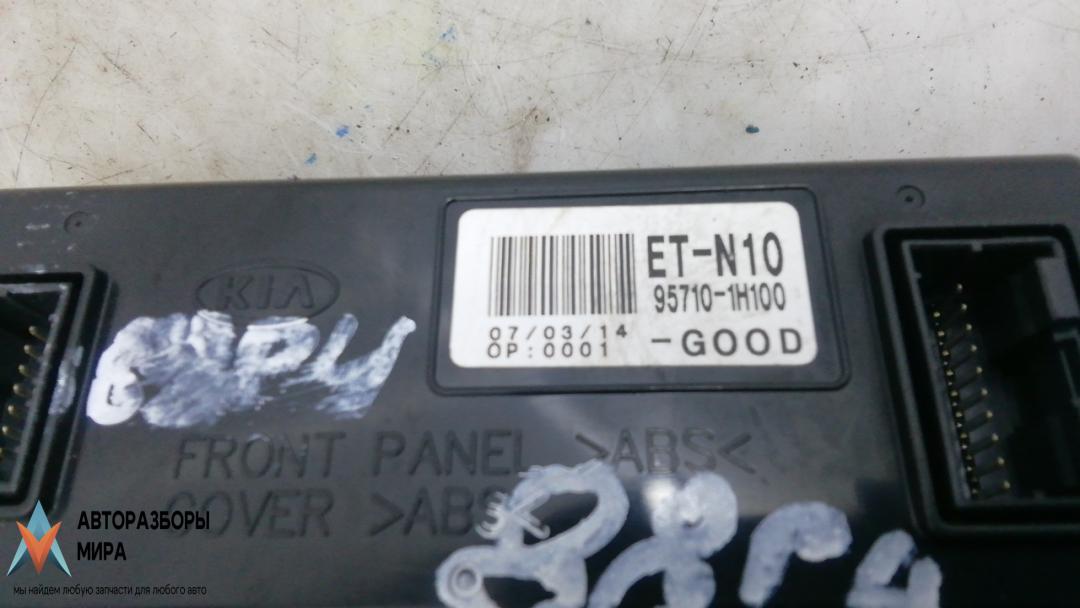 KIA
ET-N10
95710-1H100
07/03/14
OP:0001
-GOOD
FRONT PANEL >ABS<
COVER >ABS
АВТОРАЗБОРЫ
МИРА
мы найдем любую запчасти для любого авто